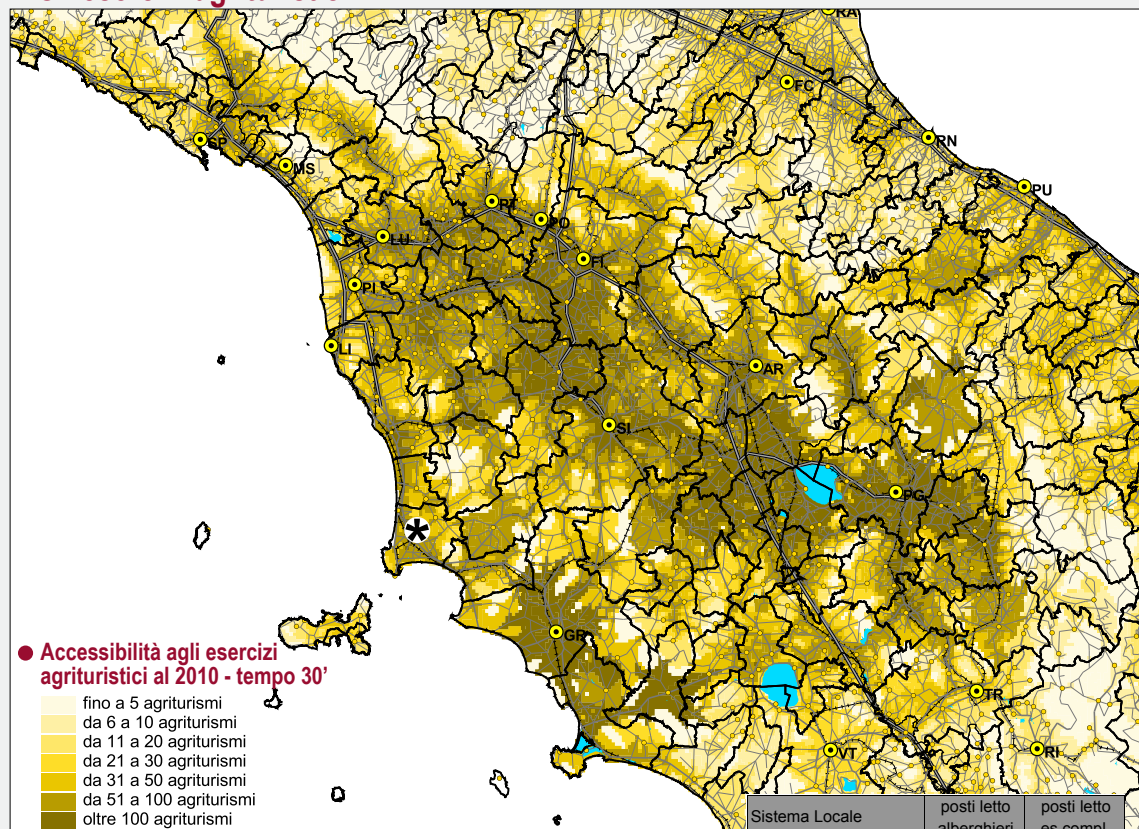 RA
FC
RN
SP
MS
PU
PT
PO
LU
FI
PI
LI
AR
SI
PG
*
GR
Accessibilità agli esercizi
agrituristici al 2010 - tempo 30’
TR
fino a 5 agriturismi
da 6 a 10 agriturismi
da 11 a 20 agriturismi
da 21 a 30 agriturismi
VT
RI
da 31 a 50 agriturismi
da 51 a 100 agriturismi
oltre 100 agriturismi
Sistema Locale posti letto posti letto
alberghieri es.compl.